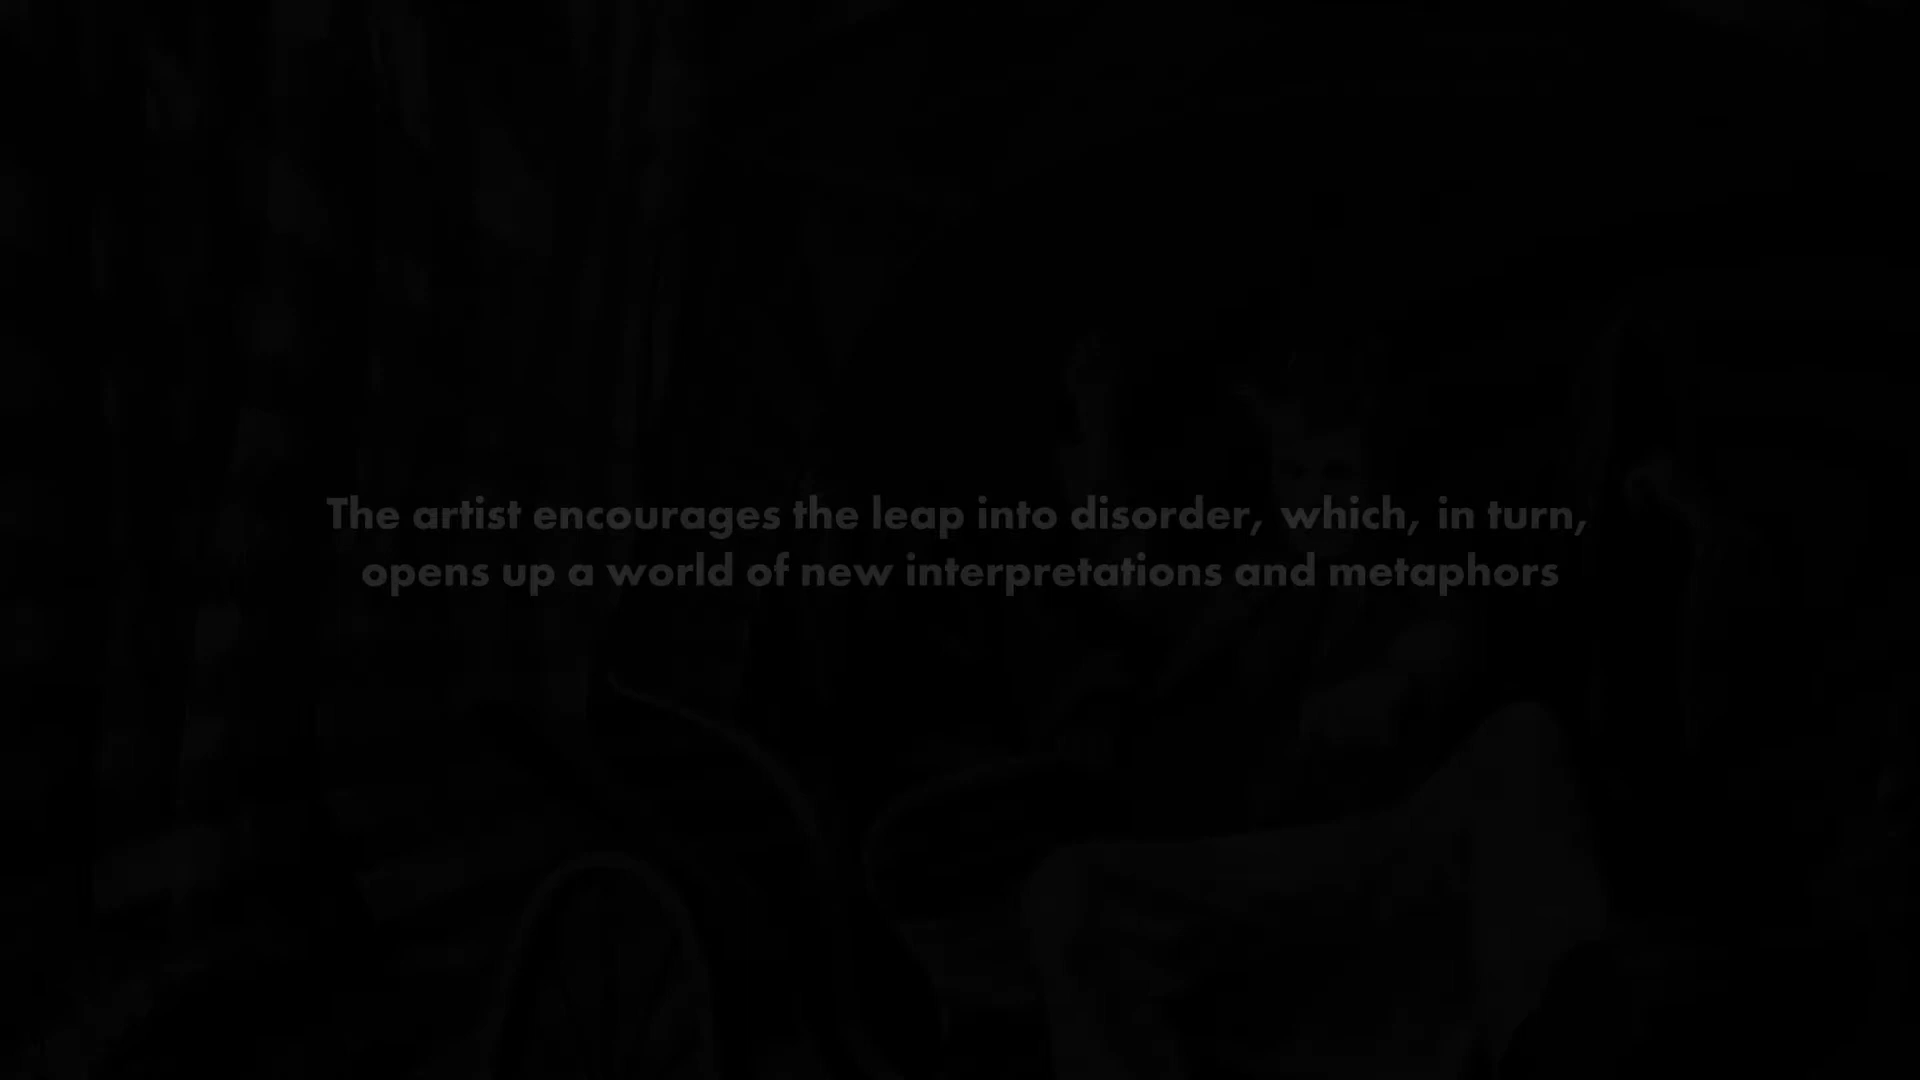 The artist encourages the leap into disorder, which, in turn,
opens up a world of new interpretations and metaphors